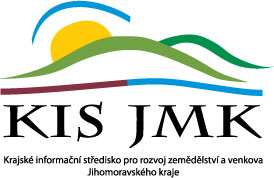 KIS JMK
Krajské informační středisko pro rozvoj zemědělství a venkova
Jihomoravského kraje